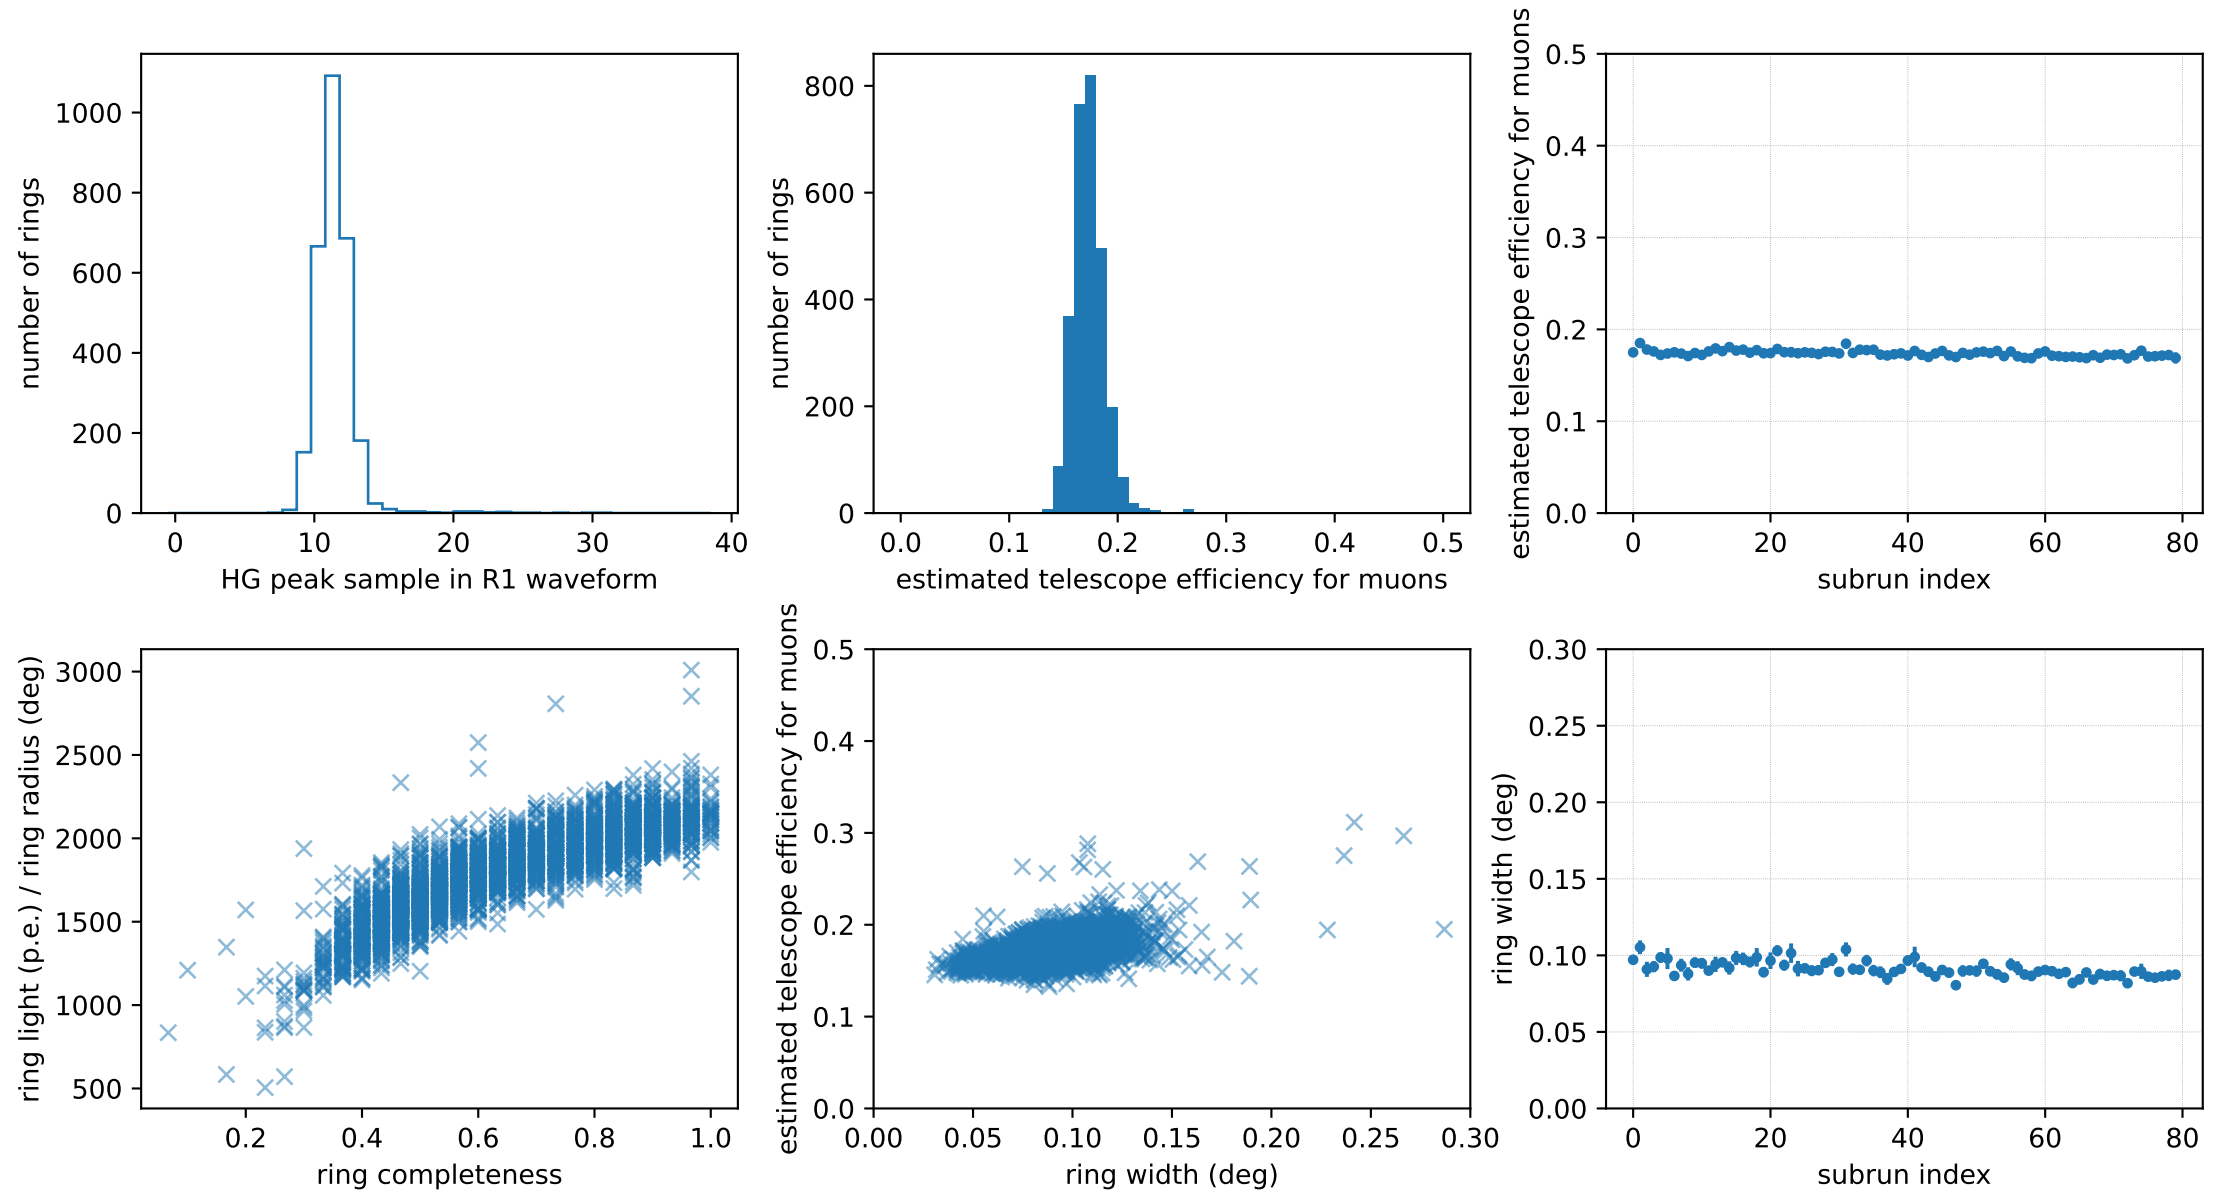 number of rings
1000
800
600
400
200
0
0 10 20 30 40
HG peak sample in R1 waveform
number of rings
800
600
400
200
0
0.0 0.1 0.2 0.3 0.4 0.5
estimated telescope efficiency for muons
estimated telescope efficiency for muons
0.5
0.4
0.3
0.2
0.1
0.0
0 20 40 60 80
subrun index
ring light (p.e.) / ring radius (deg)
3000
2500
2000
1500
1000
500
0.2 0.4 0.6 0.8 1.0
ring completeness
estimated telescope efficiency for muons
0.5
0.4
0.3
0.2
0.1
0.0
0.00 0.05 0.10 0.15 0.20 0.25 0.30
ring width (deg)
ring width (deg)
0.30
0.25
0.20
0.15
0.10
0.05
0.00
0 20 40 60 80
subrun index